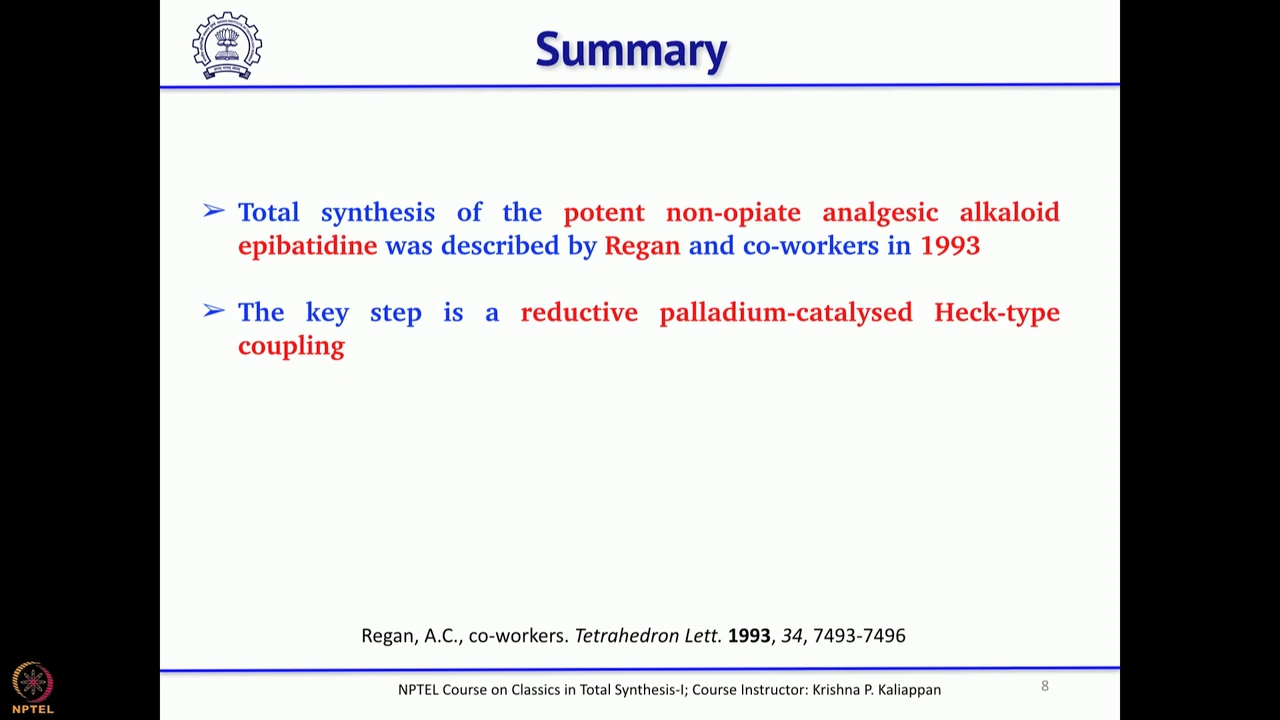 Summary
➢ Total synthesis of the potent non-opiate analgesic alkaloid
epibatidine was described by Regan and co-workers in 1993
➢ The key step is a reductive palladium-catalysed Heck-type
coupling
Regan, A.C., co-workers. Tetrahedron Lett. 1993, 34, 7493-7496
NPTEL Course on Classics in Total Synthesis-I; Course Instructor: Krishna P. Kaliappan
8
NPTEL